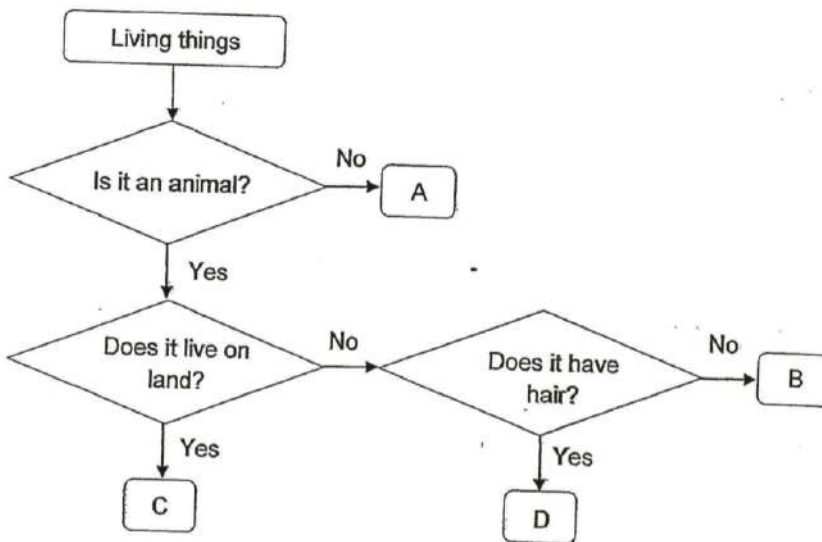 Living things
Is it an animal?
No
A
Yes
Does it live on
land?
No
Does it have
hair?
No
B
Yes
C
Yes
D